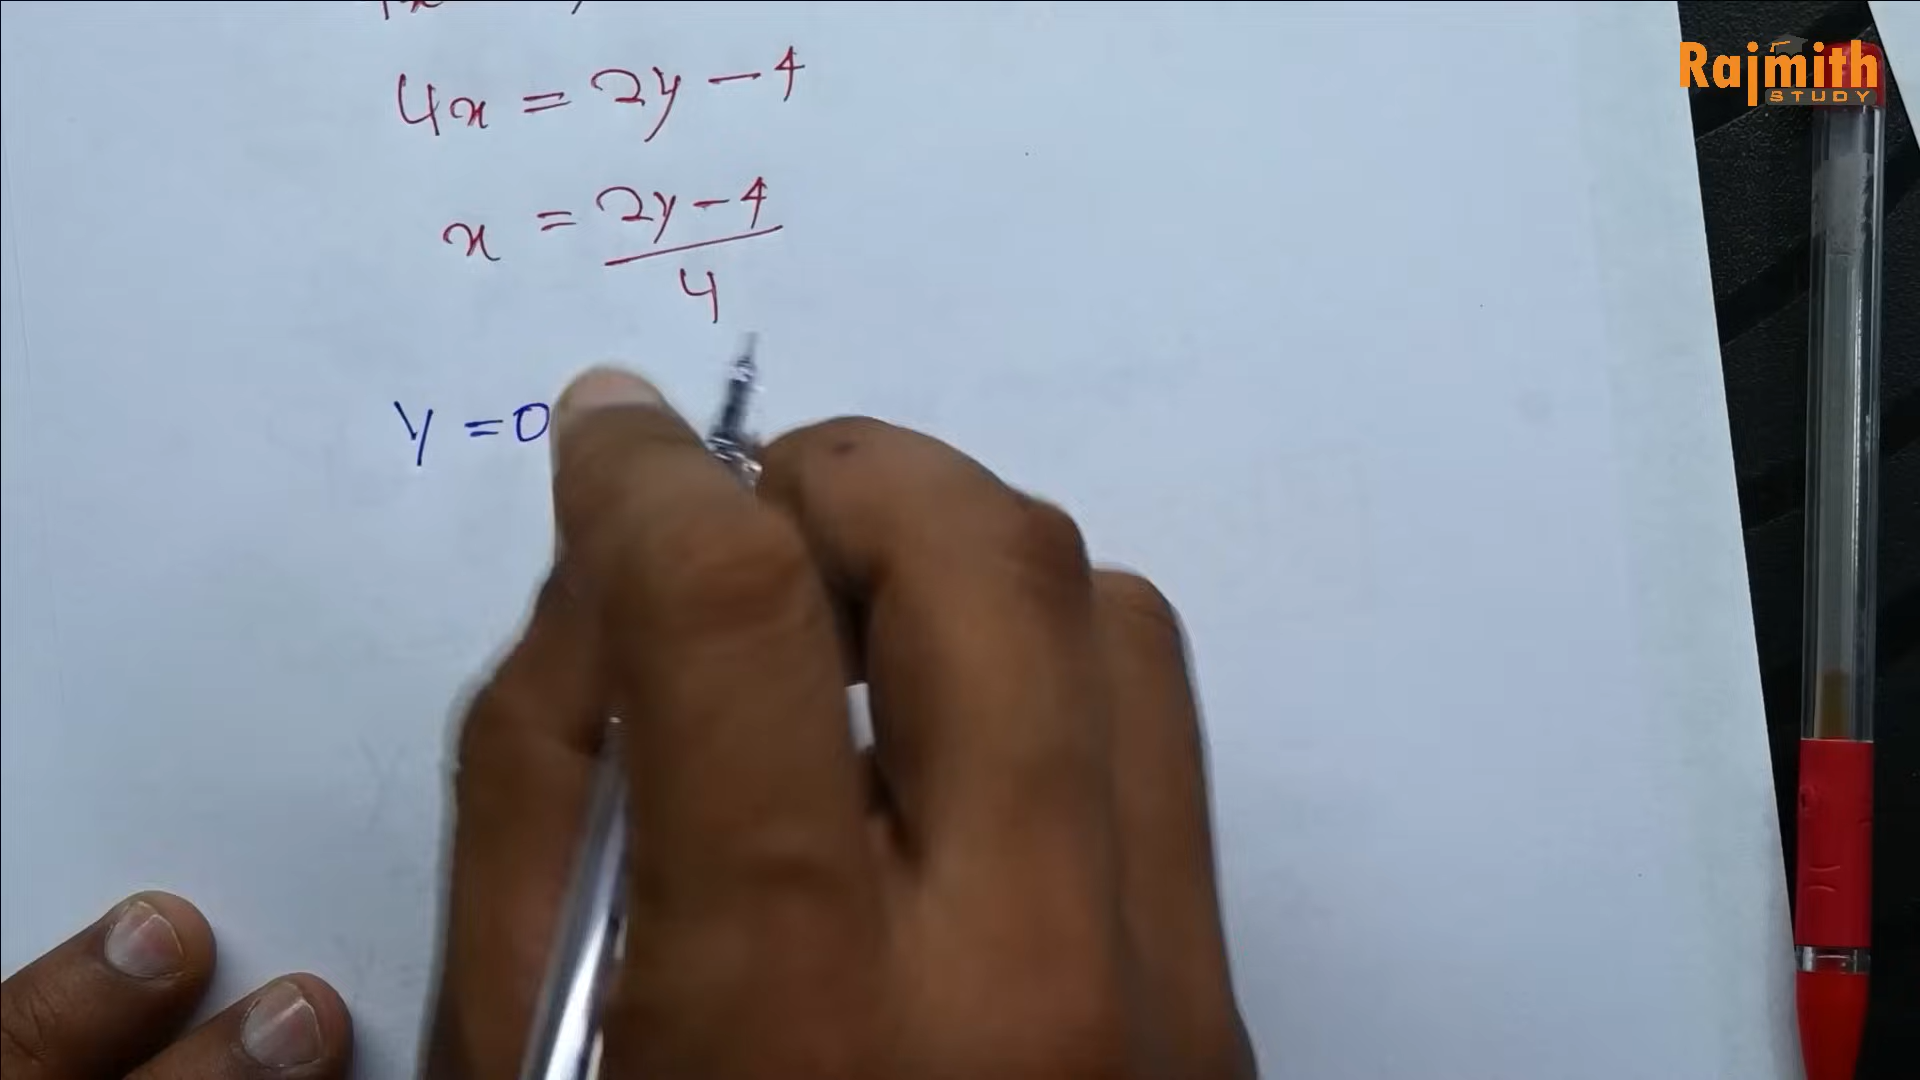 Rajmith
STUDY
4x = 2y - 4
x = 2y - 4
4
y = 0